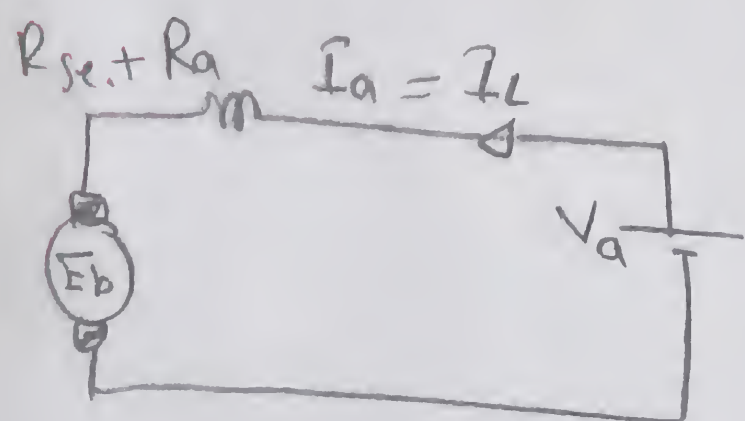 Rse. + Ra Ia = IL
Va
Eb